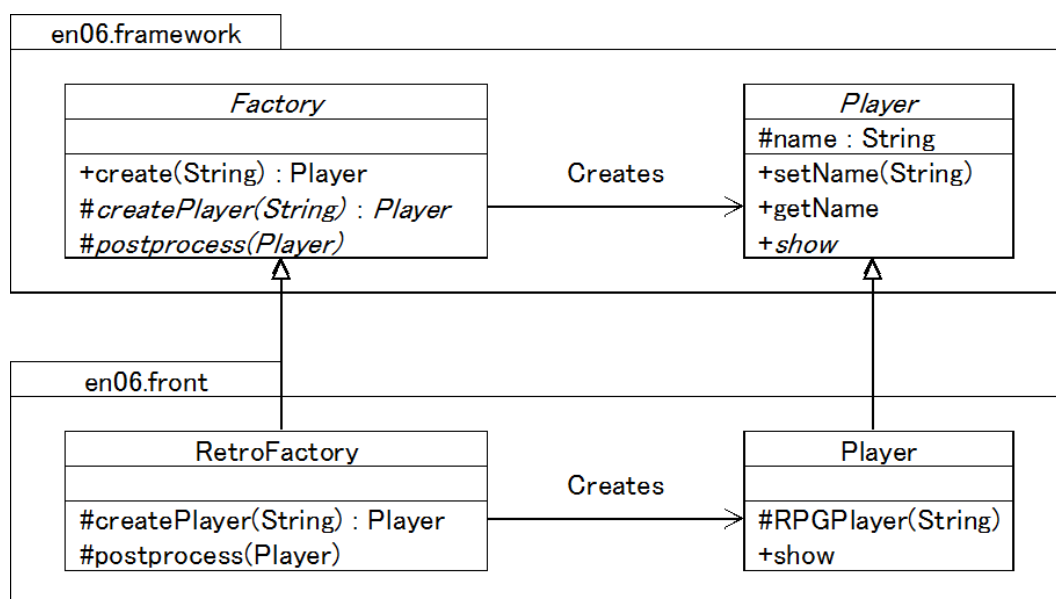 en06.framework
Factory
+create(String) : Player
#createPlayer(String) : Player
#postprocess(Player)
Creates
Player
#name : String
+setName(String)
+getName
+show
en06.front
RetroFactory
#createPlayer(String) : Player
#postprocess(Player)
Creates
Player
#RPGPlayer(String)
+show